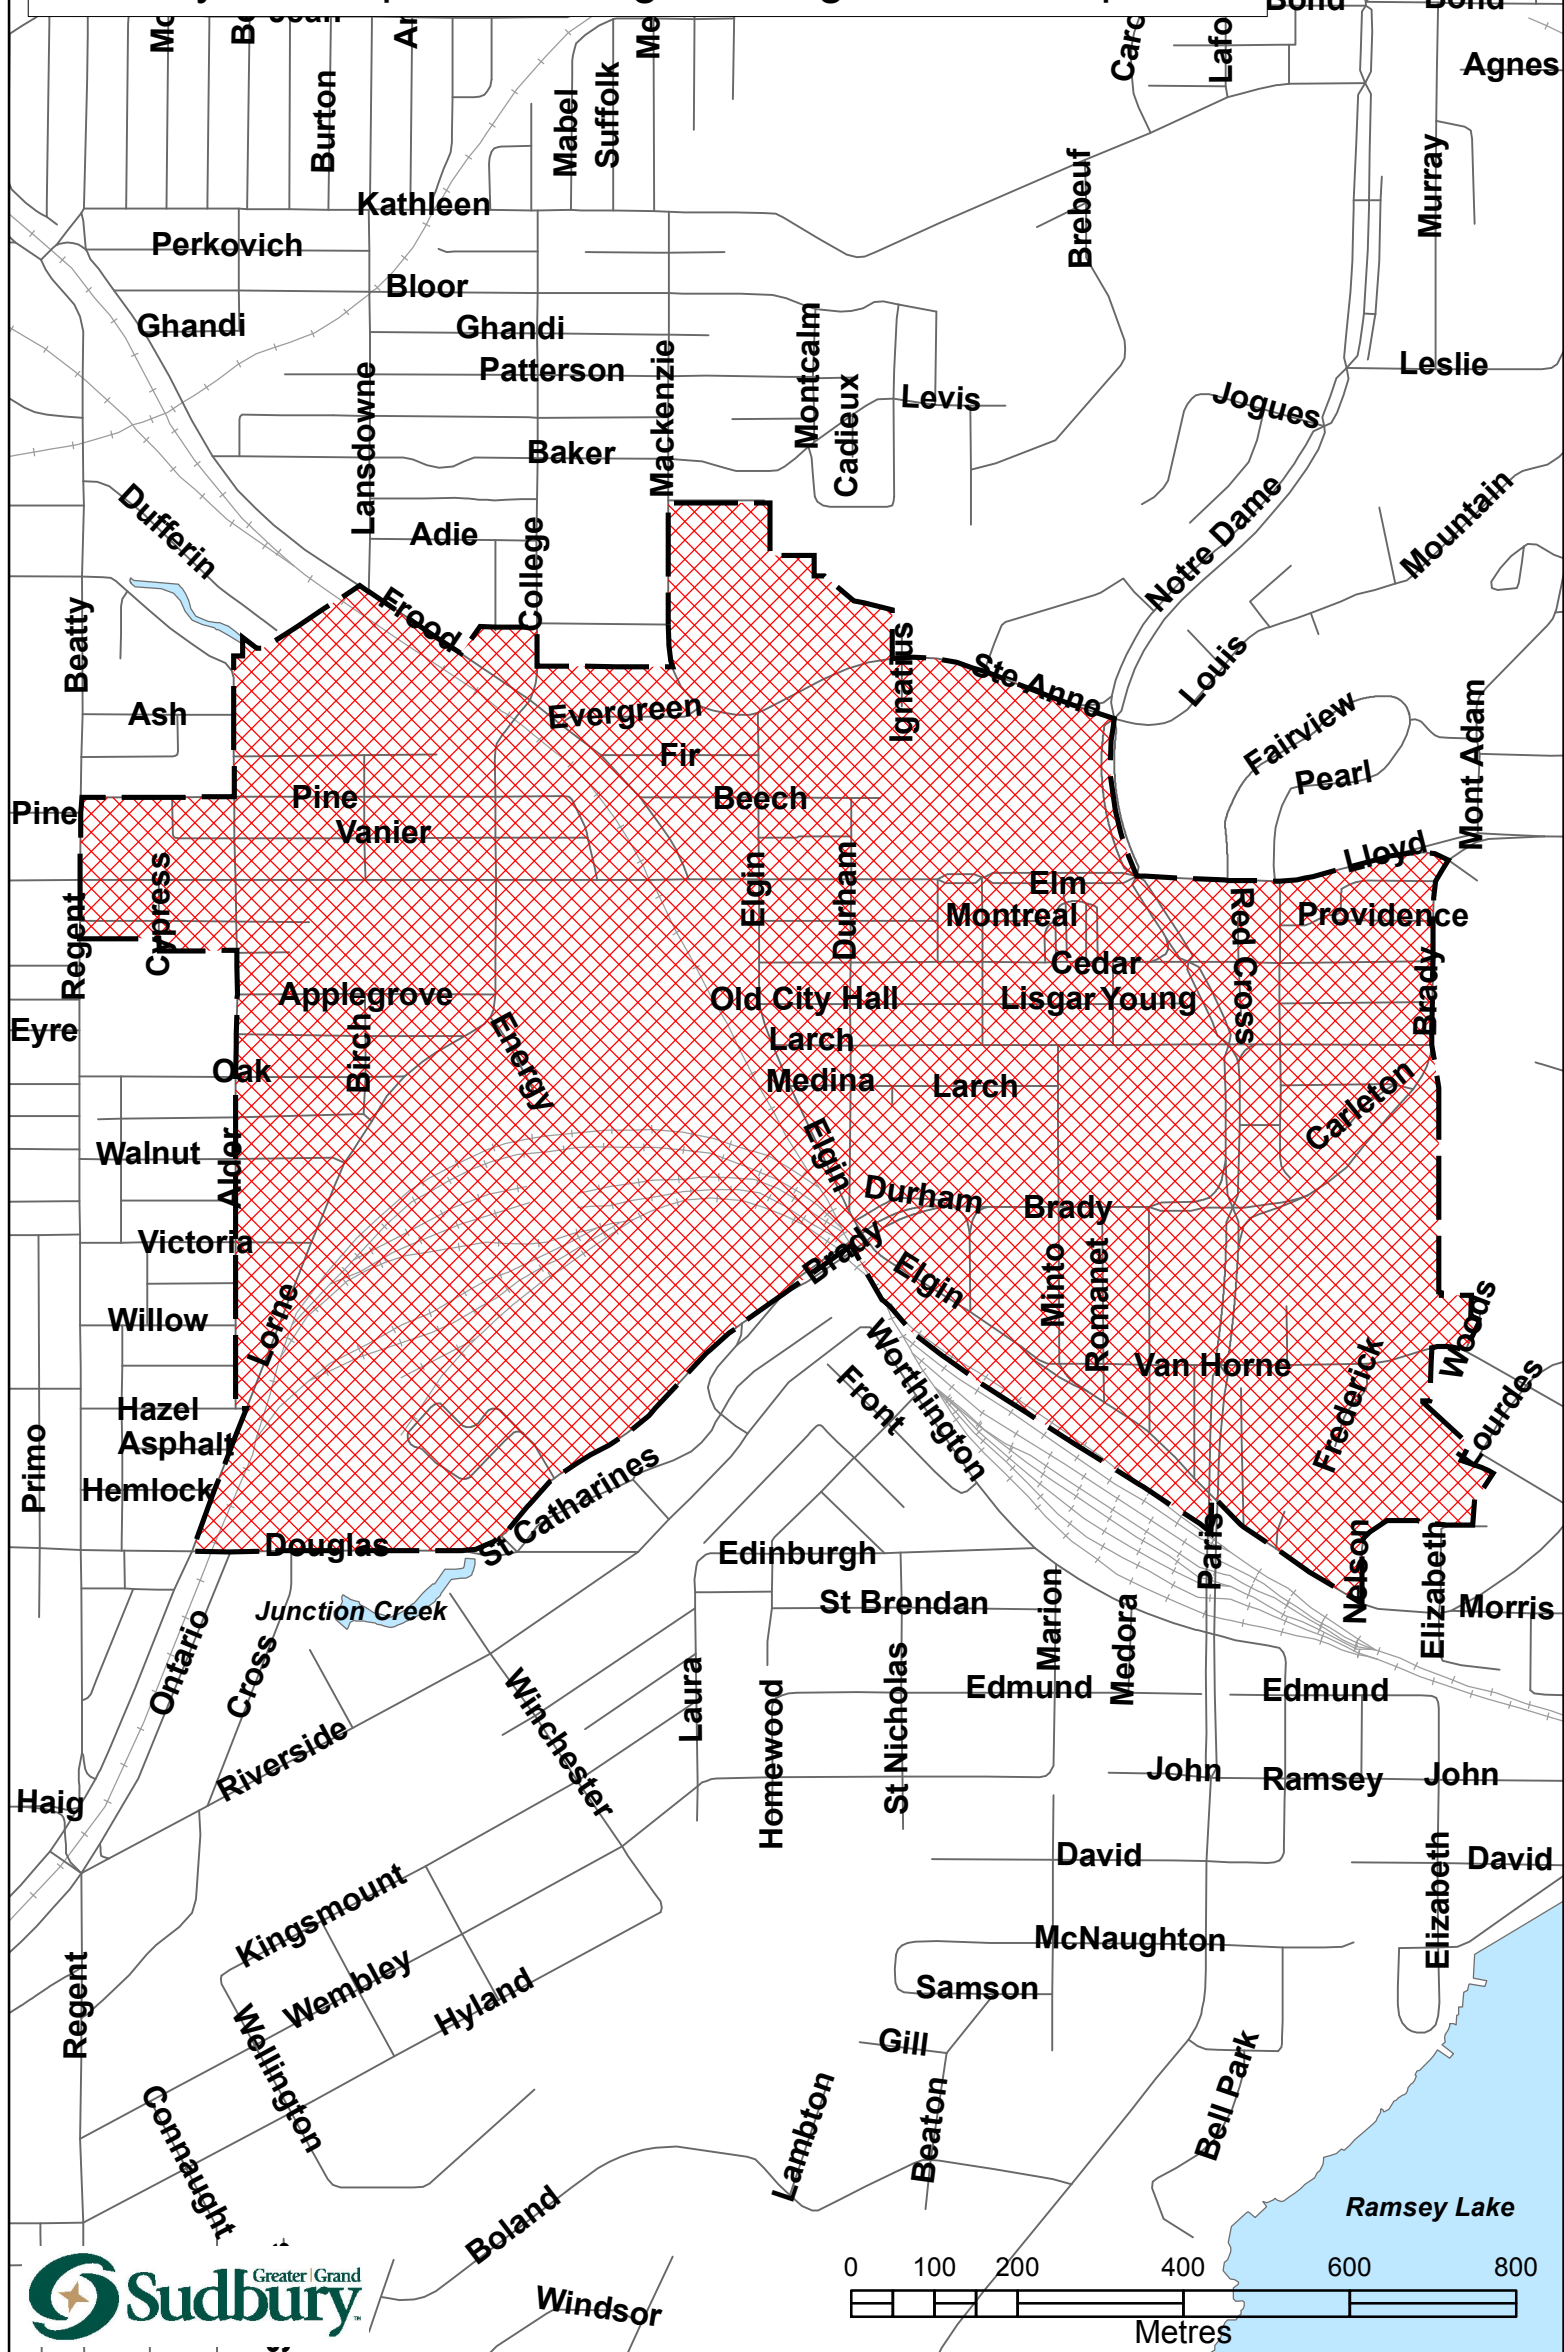 Burton
Mabel
Suffolk
Agnes
Murray
Brebeuf
Kathleen
Perkovich
Bloor
Ghandi
Ghandi
Patterson
Lansdowne
Mackenzie
Montcalm
Cadieux
Levis
Leslie
Jogues
Baker
Dufferin
Adie
College
Notre Dame
Mountain
Frood
Beatty
Ignatius
Ste Anne
Louis
Ash
Evergreen
Fairview
Mont Adam
Fir
Pearl
Pine
Pine
Beech
Vanier
Lloyd
Elgin
Durham
Elm
Regent
Cypress
Montreal
Red Cross
Providence
Cedar
Brady
Applegrove
Old City Hall
Lisgar
Young
Eyre
Birch
Energy
Larch
Oak
Medina
Larch
Carleton
Walnut
Alder
Elgin
Durham
Brady
Victoria
Brady
Elgin
Minto
Romanet
Woods
Willow
Lorne
Worthington
Van Horne
Frederick
Front
Lourdes
Hazel
Asphalt
Primo
Hemlock
St Catharines
Douglas
Edinburgh
Paris
Nelson
Elizabeth
Junction Creek
St Brendan
Marion
Medora
Morris
Ontario
Cross
Laura
Homewood
St Nicholas
Edmund
Edmund
Winchester
Riverside
John
Ramsey
John
Haig
David
Elizabeth
David
Kingsmount
McNaughton
Wembley
Samson
Regent
Hyland
Wellington
Gill
Bell Park
Connaught
Lambton
Beaton
Boland
Ramsey Lake
Greater | Grand
Sudbury
TM
Windsor
0 100 200 400 600 800
Metres